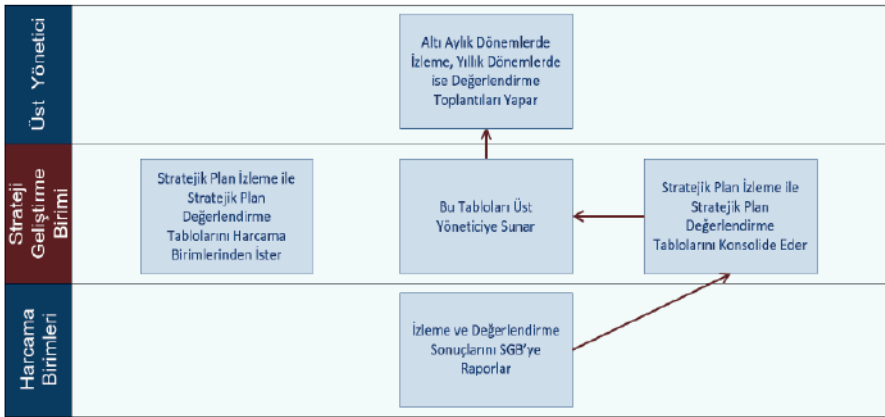 Üst Yönetici
Altı Aylık Dönemlerde
İzleme, Yıllık Dönemlerde
ise Değerlendirme
Toplantıları Yapar
Strateji
Geliştirme
Birimi
Stratejik Plan İzleme ile
Stratejik Plan
Değerlendirme
Tablolarını Harcama
Birimlerinden İster
Bu Tabloları Üst
Yöneticiye Sunar
Stratejik Plan İzleme ile
Stratejik Plan
Değerlendirme
Tablolarını Konsolide Eder
Harcama
Birimleri
İzleme ve Değerlendirme
Sonuçlarını SGB'ye
Raporlar